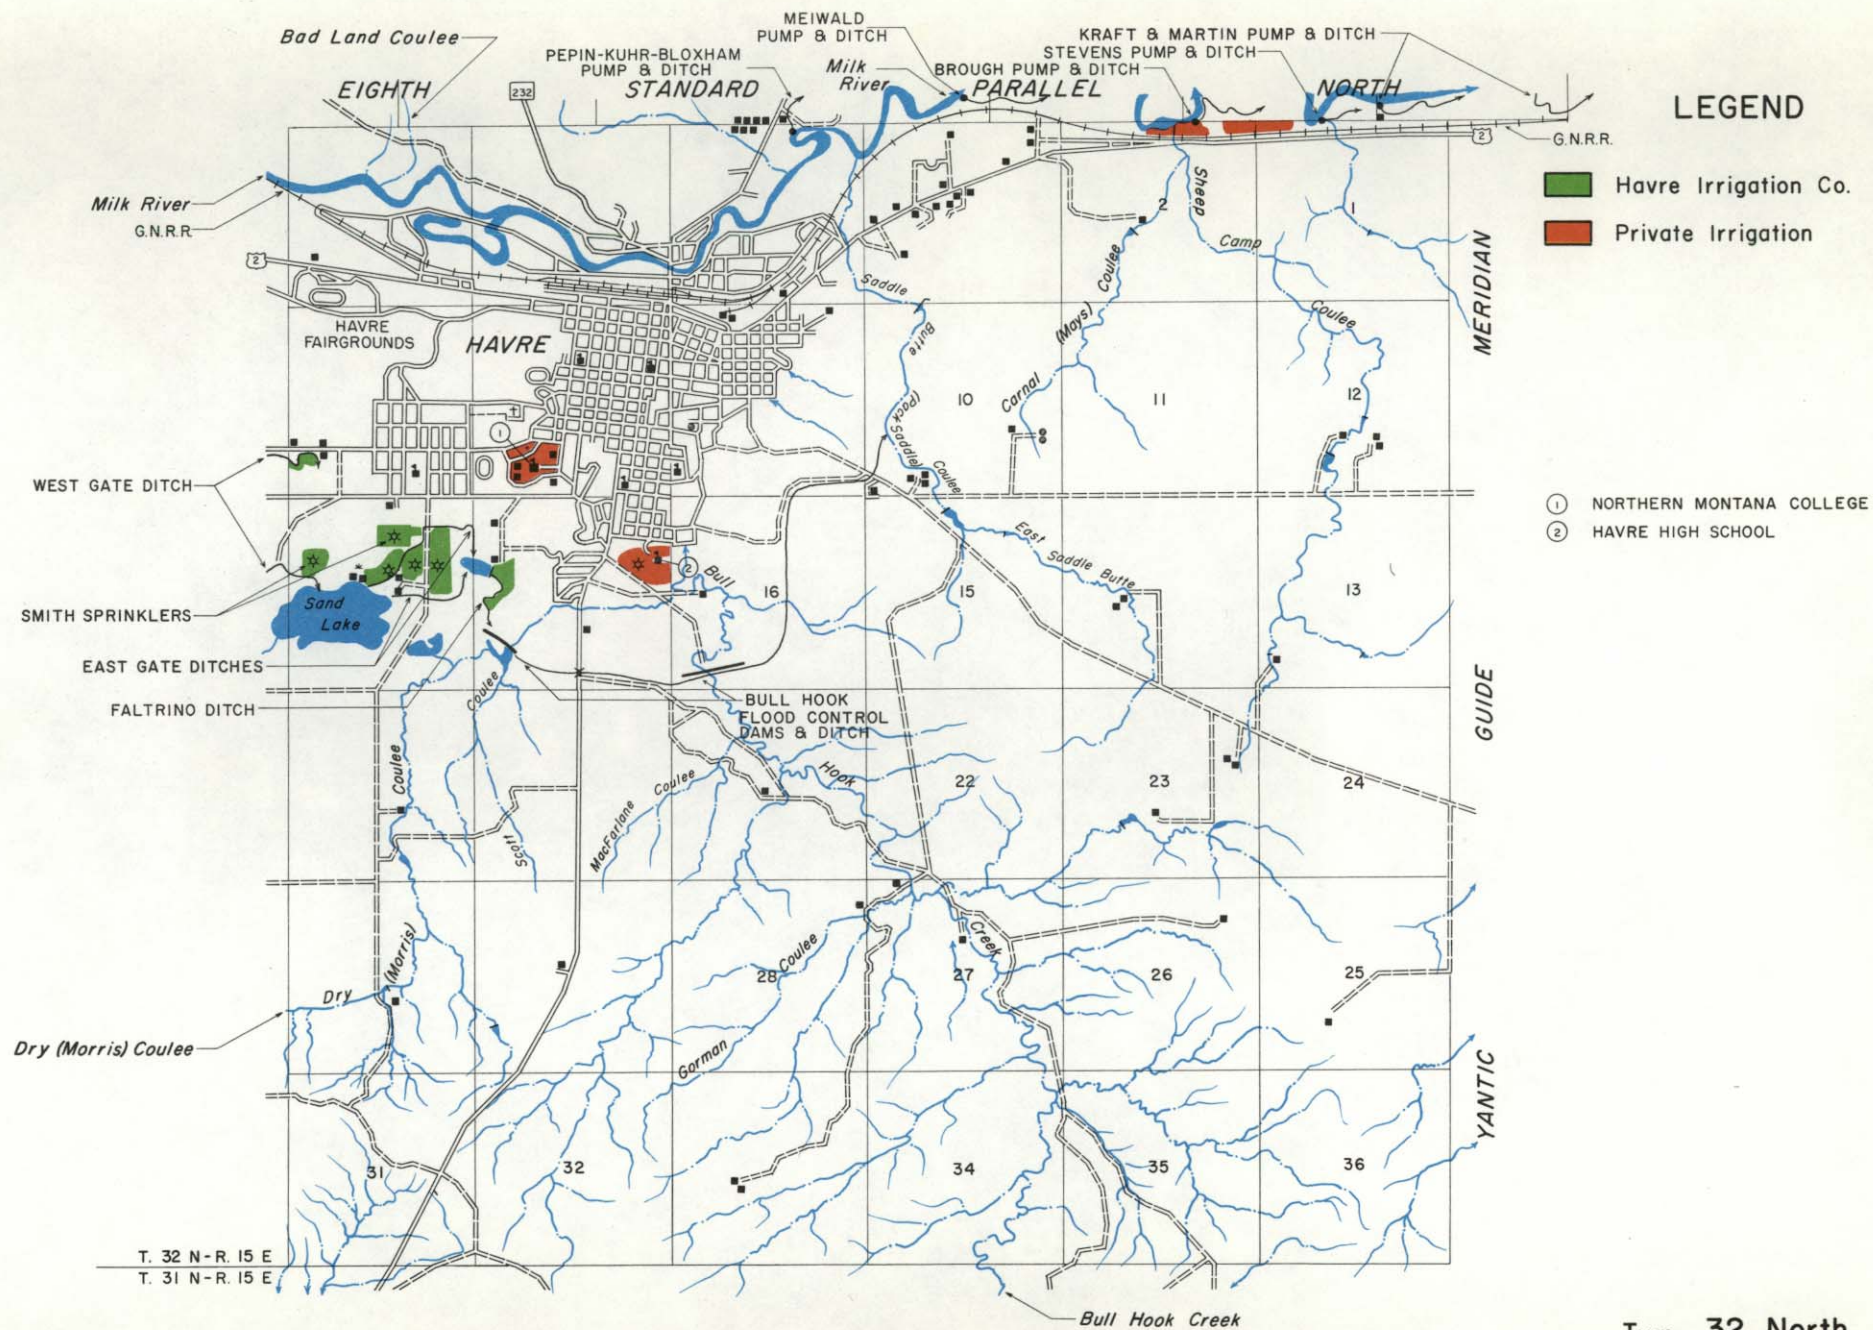 Bad Land Coulee
MEIWALD
PUMP & DITCH
KRAFT & MARTIN PUMP & DITCH
PEPIN-KUHR-BLOXHAM
PUMP & DITCH
STEVENS PUMP & DITCH
Milk
River
BROUGH PUMP & DITCH
EIGHTH
232
STANDARD
PARALLEL
NORTH
LEGEND
2
G.N.R.R.
Havre Irrigation Co.
Private Irrigation
Milk River
G.N.R.R.
2
2
Sheep
1
Camp
Coulee
MERIDIAN
Saddle
Butte
(Pack Saddle)
Coulee
Coulee
(Mays)
Carnal
HAVRE
FAIRGROUNDS
HAVRE
10
11
12
1
WEST GATE DITCH
1 NORTHERN MONTANA COLLEGE
2 HAVRE HIGH SCHOOL
East
Saddle Butte
2
Bull
16
15
13
SMITH SPRINKLERS
Sand
Lake
EAST GATE DITCHES
FALTRINO DITCH
Coulee
BULL HOOK
FLOOD CONTROL
DAMS & DITCH
GUIDE
Coulee
Scott
MacFarlane Coulee
Hook
22
23
24
(Morris)
Dry
Dry (Morris) Coulee
28
Coulee
Gorman
Creek
27
26
25
YANTIC
31
32
34
35
36
T. 32 N-R. 15 E
T. 31 N-R. 15 E
Bull Hook Creek
32 North